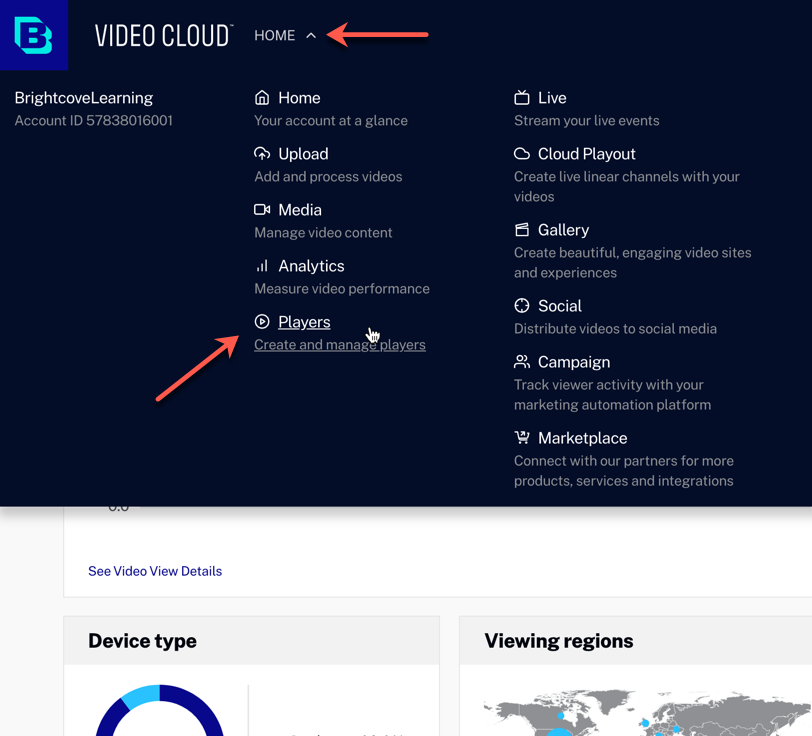 VIDEO CLOUD™
HOME
BrightcoveLearning
Account ID 57838016001
Home
Your account at a glance
Upload
Add and process videos
Media
Manage video content
Analytics
Measure video performance
Players
Create and manage players
Live
Stream your live events
Cloud Playout
Create live linear channels with your
videos
Gallery
Create beautiful, engaging video sites
and experiences
Social
Distribute videos to social media
Campaign
Track viewer activity with your
marketing automation platform
Marketplace
Connect with our partners for more
products, services and integrations
0.0
See Video View Details
Device type
Viewing regions